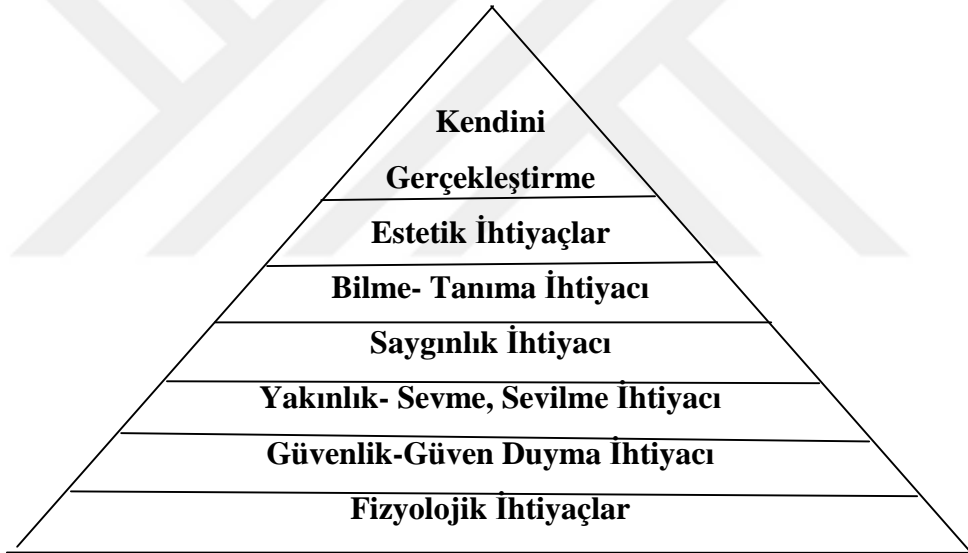 Kendini
Gerçekleştirme
Estetik İhtiyaçlar
Bilme- Tanıma İhtiyacı
Saygınlık İhtiyacı
Yakınlık- Sevme, Sevilme İhtiyacı
Güvenlik-Güven Duyma İhtiyacı
Fizyolojik İhtiyaçlar